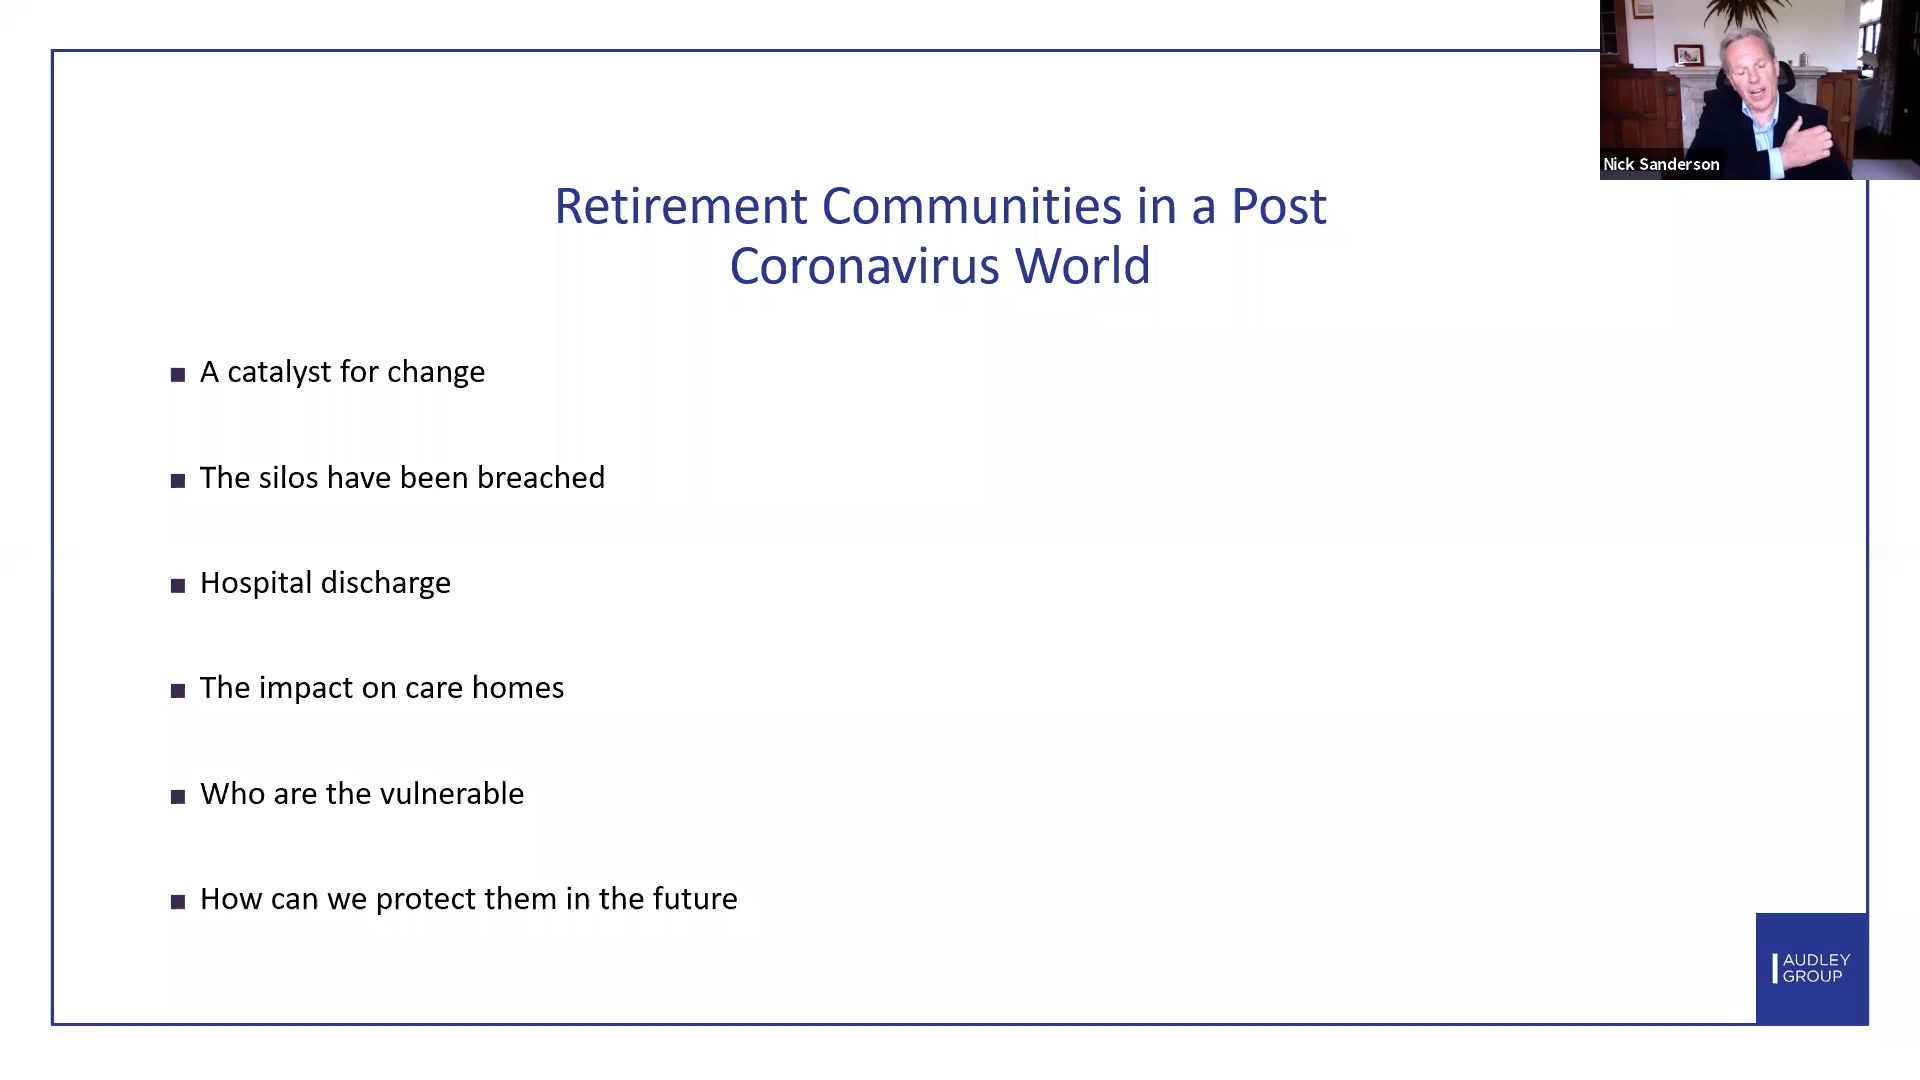 Nick Sanderson
Retirement Communities in a Post
Coronavirus World
A catalyst for change
The silos have been breached
Hospital discharge
The impact on care homes
Who are the vulnerable
How can we protect them in the future
AUDLEY
GROUP